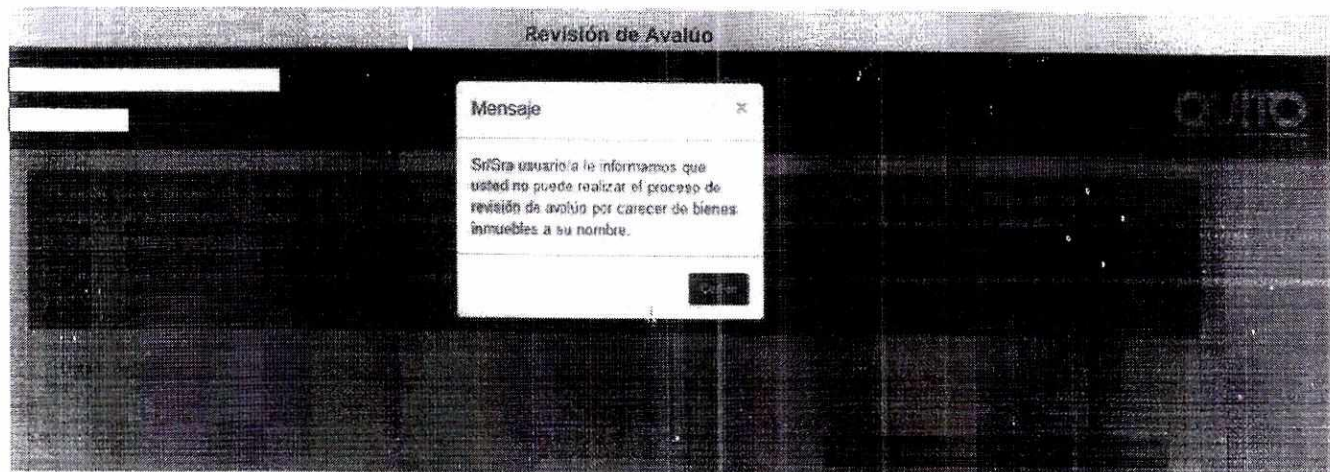 Revisión de Avalúo
Mensaje ×
Sr/Sra usuario/a le informamos que
usted no puede realizar el proceso de
revisión de avalúo por carecer de bienes
inmuebles a su nombre.